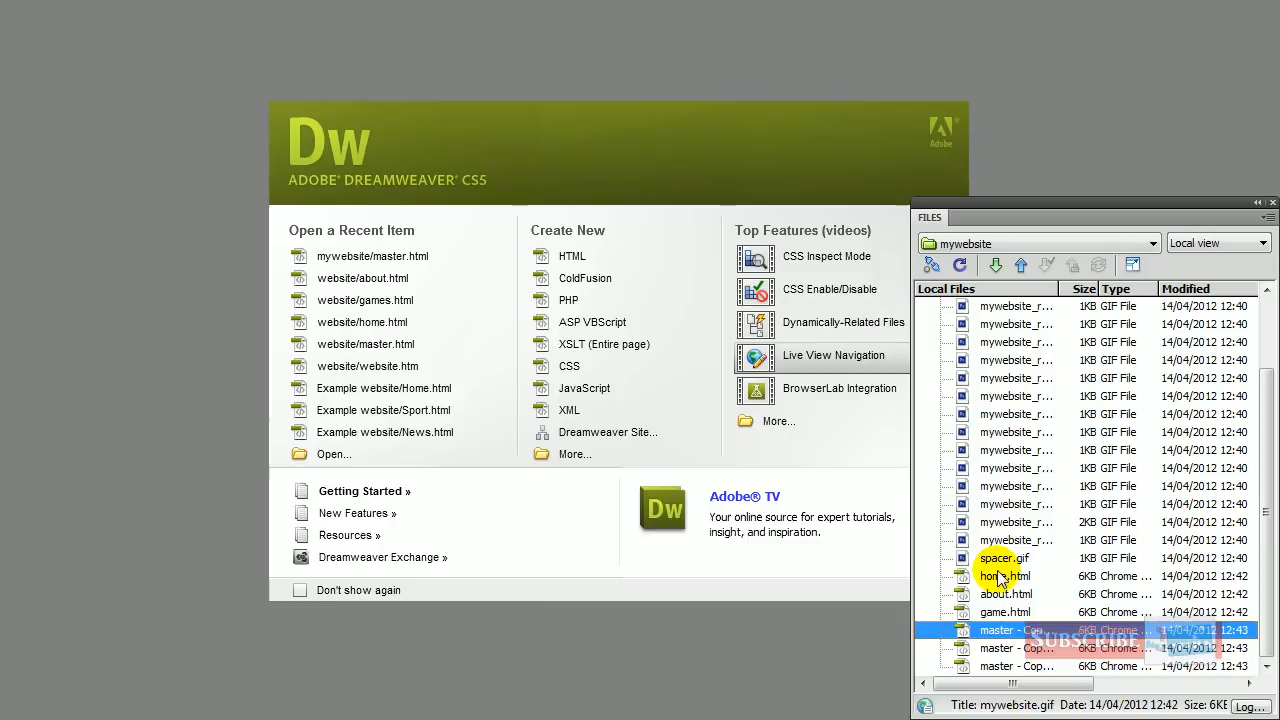 Dw
ADOBE® DREAMWEAVER® CS5
Adobe
Open a Recent Item
mywebsite/master.html
website/about.html
website/games.html
website/home.html
website/master.html
website/website.htm
Example website/Home.html
Example website/Sport.html
Example website/News.html
Open...
Create New
HTML
ColdFusion
PHP
ASP VBScript
XSLT (Entire page)
CSS
JavaScript
XML
Dreamweaver Site...
More...
Top Features (videos)
CSS Inspect Mode
CSS Enable/Disable
Dynamically-Related Files
Live View Navigation
BrowserLab Integration
More...
Getting Started »
New Features »
Resources »
Dreamweaver Exchange »
Dw
Adobe® TV
Your online source for expert tutorials,
insight, and inspiration.
Don't show again
FILES
mywebsite
Local view
Local Files Size Type Modified
mywebsite_r... 1KB GIF File 14/04/2012 12:40
mywebsite_r... 1KB GIF File 14/04/2012 12:40
mywebsite_r... 1KB GIF File 14/04/2012 12:40
mywebsite_r... 1KB GIF File 14/04/2012 12:40
mywebsite_r... 1KB GIF File 14/04/2012 12:40
mywebsite_r... 1KB GIF File 14/04/2012 12:40
mywebsite_r... 1KB GIF File 14/04/2012 12:40
mywebsite_r... 1KB GIF File 14/04/2012 12:40
mywebsite_r... 1KB GIF File 14/04/2012 12:40
mywebsite_r... 1KB GIF File 14/04/2012 12:40
mywebsite_r... 1KB GIF File 14/04/2012 12:40
mywebsite_r... 1KB GIF File 14/04/2012 12:40
mywebsite_r... 2KB GIF File 14/04/2012 12:40
mywebsite_r... 1KB GIF File 14/04/2012 12:40
spacer.gif 1KB GIF File 14/04/2012 12:40
home.html 6KB Chrome ... 14/04/2012 12:42
about.html 6KB Chrome ... 14/04/2012 12:42
game.html 6KB Chrome ... 14/04/2012 12:42
master - Cop... 6KB Chrome ... 14/04/2012 12:43
SUBSCRIBE
master - Cop... 6KB Chrome ... 14/04/2012 12:43
master - Cop... 6KB Chrome ... 14/04/2012 12:43
Title: mywebsite.gif Date: 14/04/2012 12:42 Size: 6KB
Log...